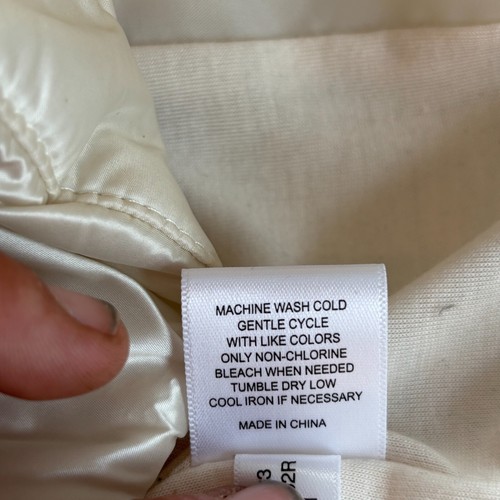 MACHINE WASH COLD
GENTLE CYCLE
WITH LIKE COLORS
ONLY NON-CHLORINE
BLEACH WHEN NEEDED
TUMBLE DRY LOW
COOL IRON IF NECESSARY
MADE IN CHINA